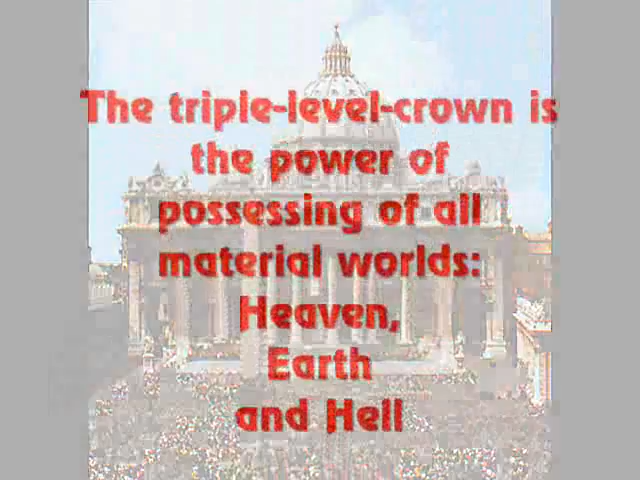 The triple-level-crown is
the power of
possessing of all
material worlds:
Heaven,
Earth
and Hell